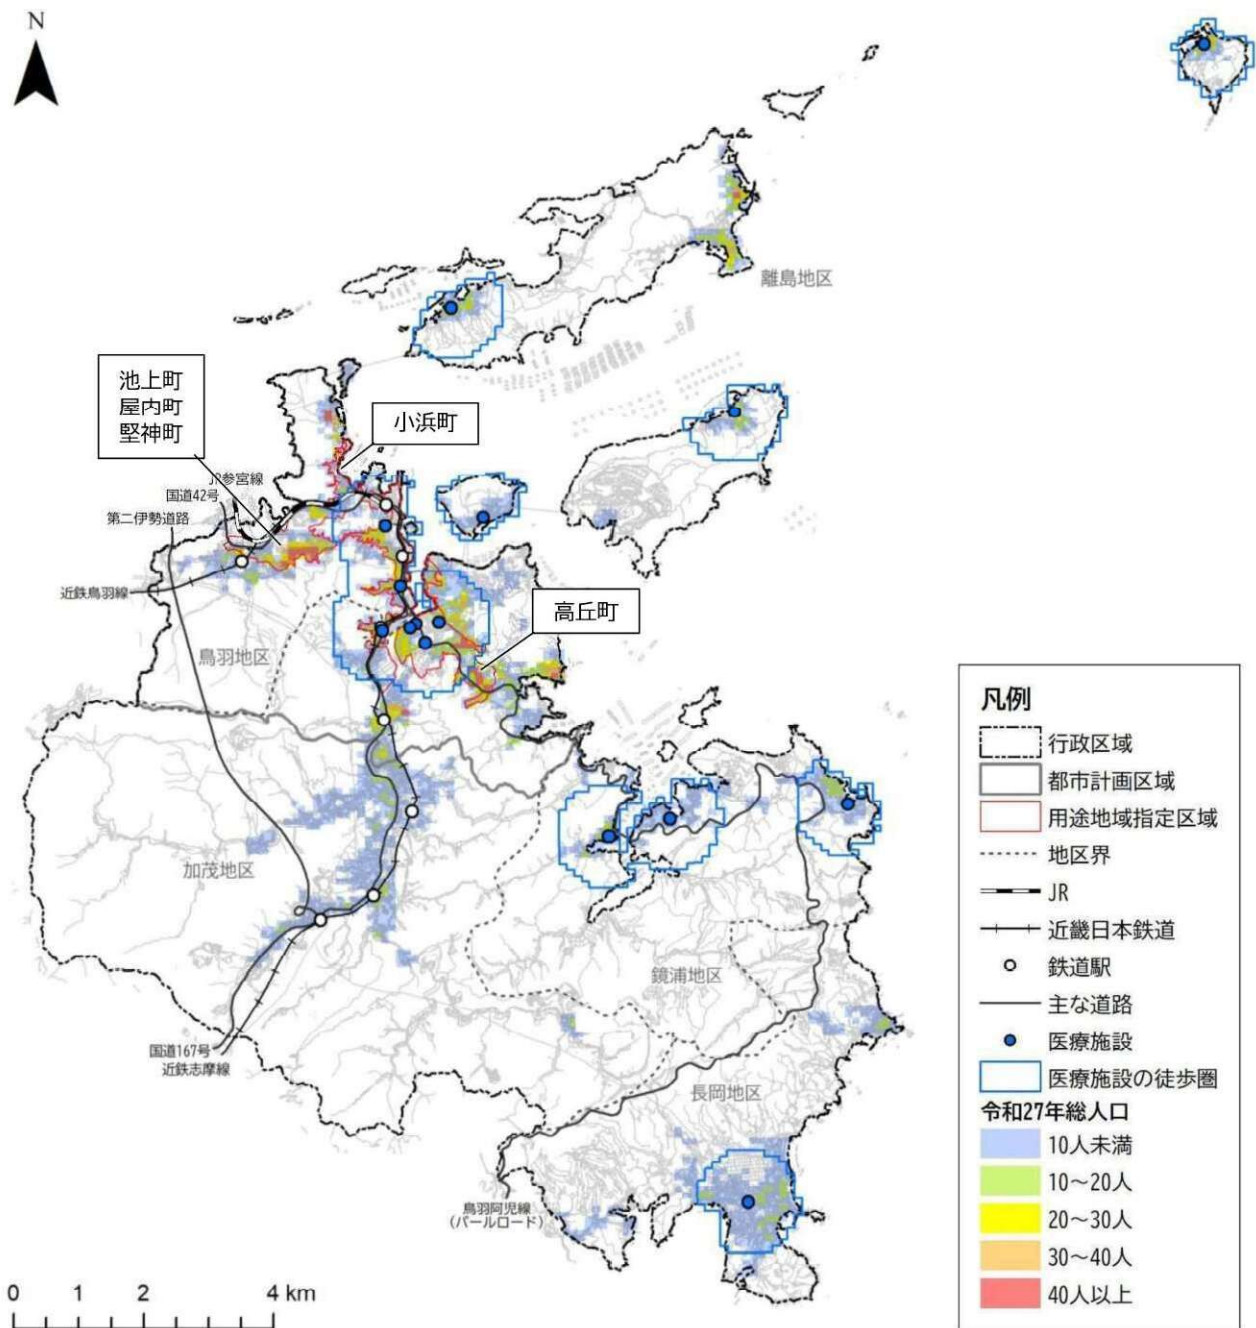 N
離島地区
池上町
屋内町
堅神町
小浜町
JR参宮線
国道42号
第二伊勢道路
近鉄鳥羽線
高丘町
鳥羽地区
加茂地区
鏡浦地区
国道167号
近鉄志摩線
長岡地区
鳥羽阿児線
(パールロード)
0 1 2 4 km
凡例
行政区域
都市計画区域
用途地域指定区域
地区界
JR
近畿日本鉄道
鉄道駅
主な道路
医療施設
医療施設の徒歩圏
令和27年総人口
10人未満
10～20人
20～30人
30～40人
40人以上